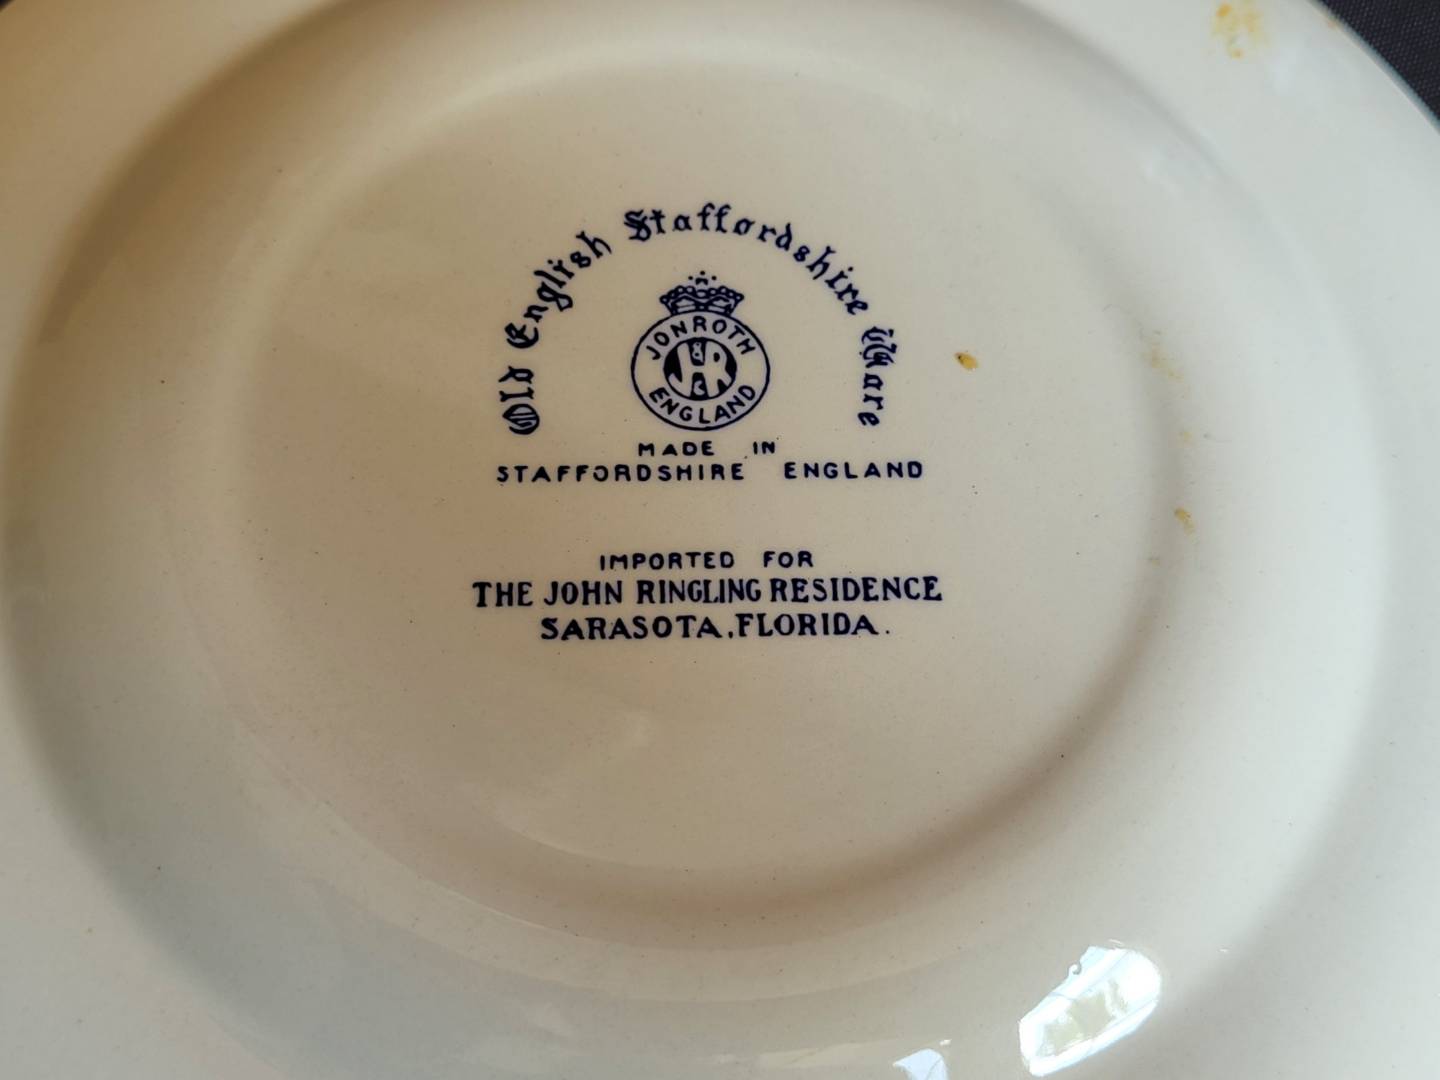 Old English Staffordshire Ware
JONROTH
J&R
&
ENGLAND
MADE IN
STAFFORDSHIRE ENGLAND
IMPORTED FOR
THE JOHN RINGLING RESIDENCE
SARASOTA, FLORIDA.